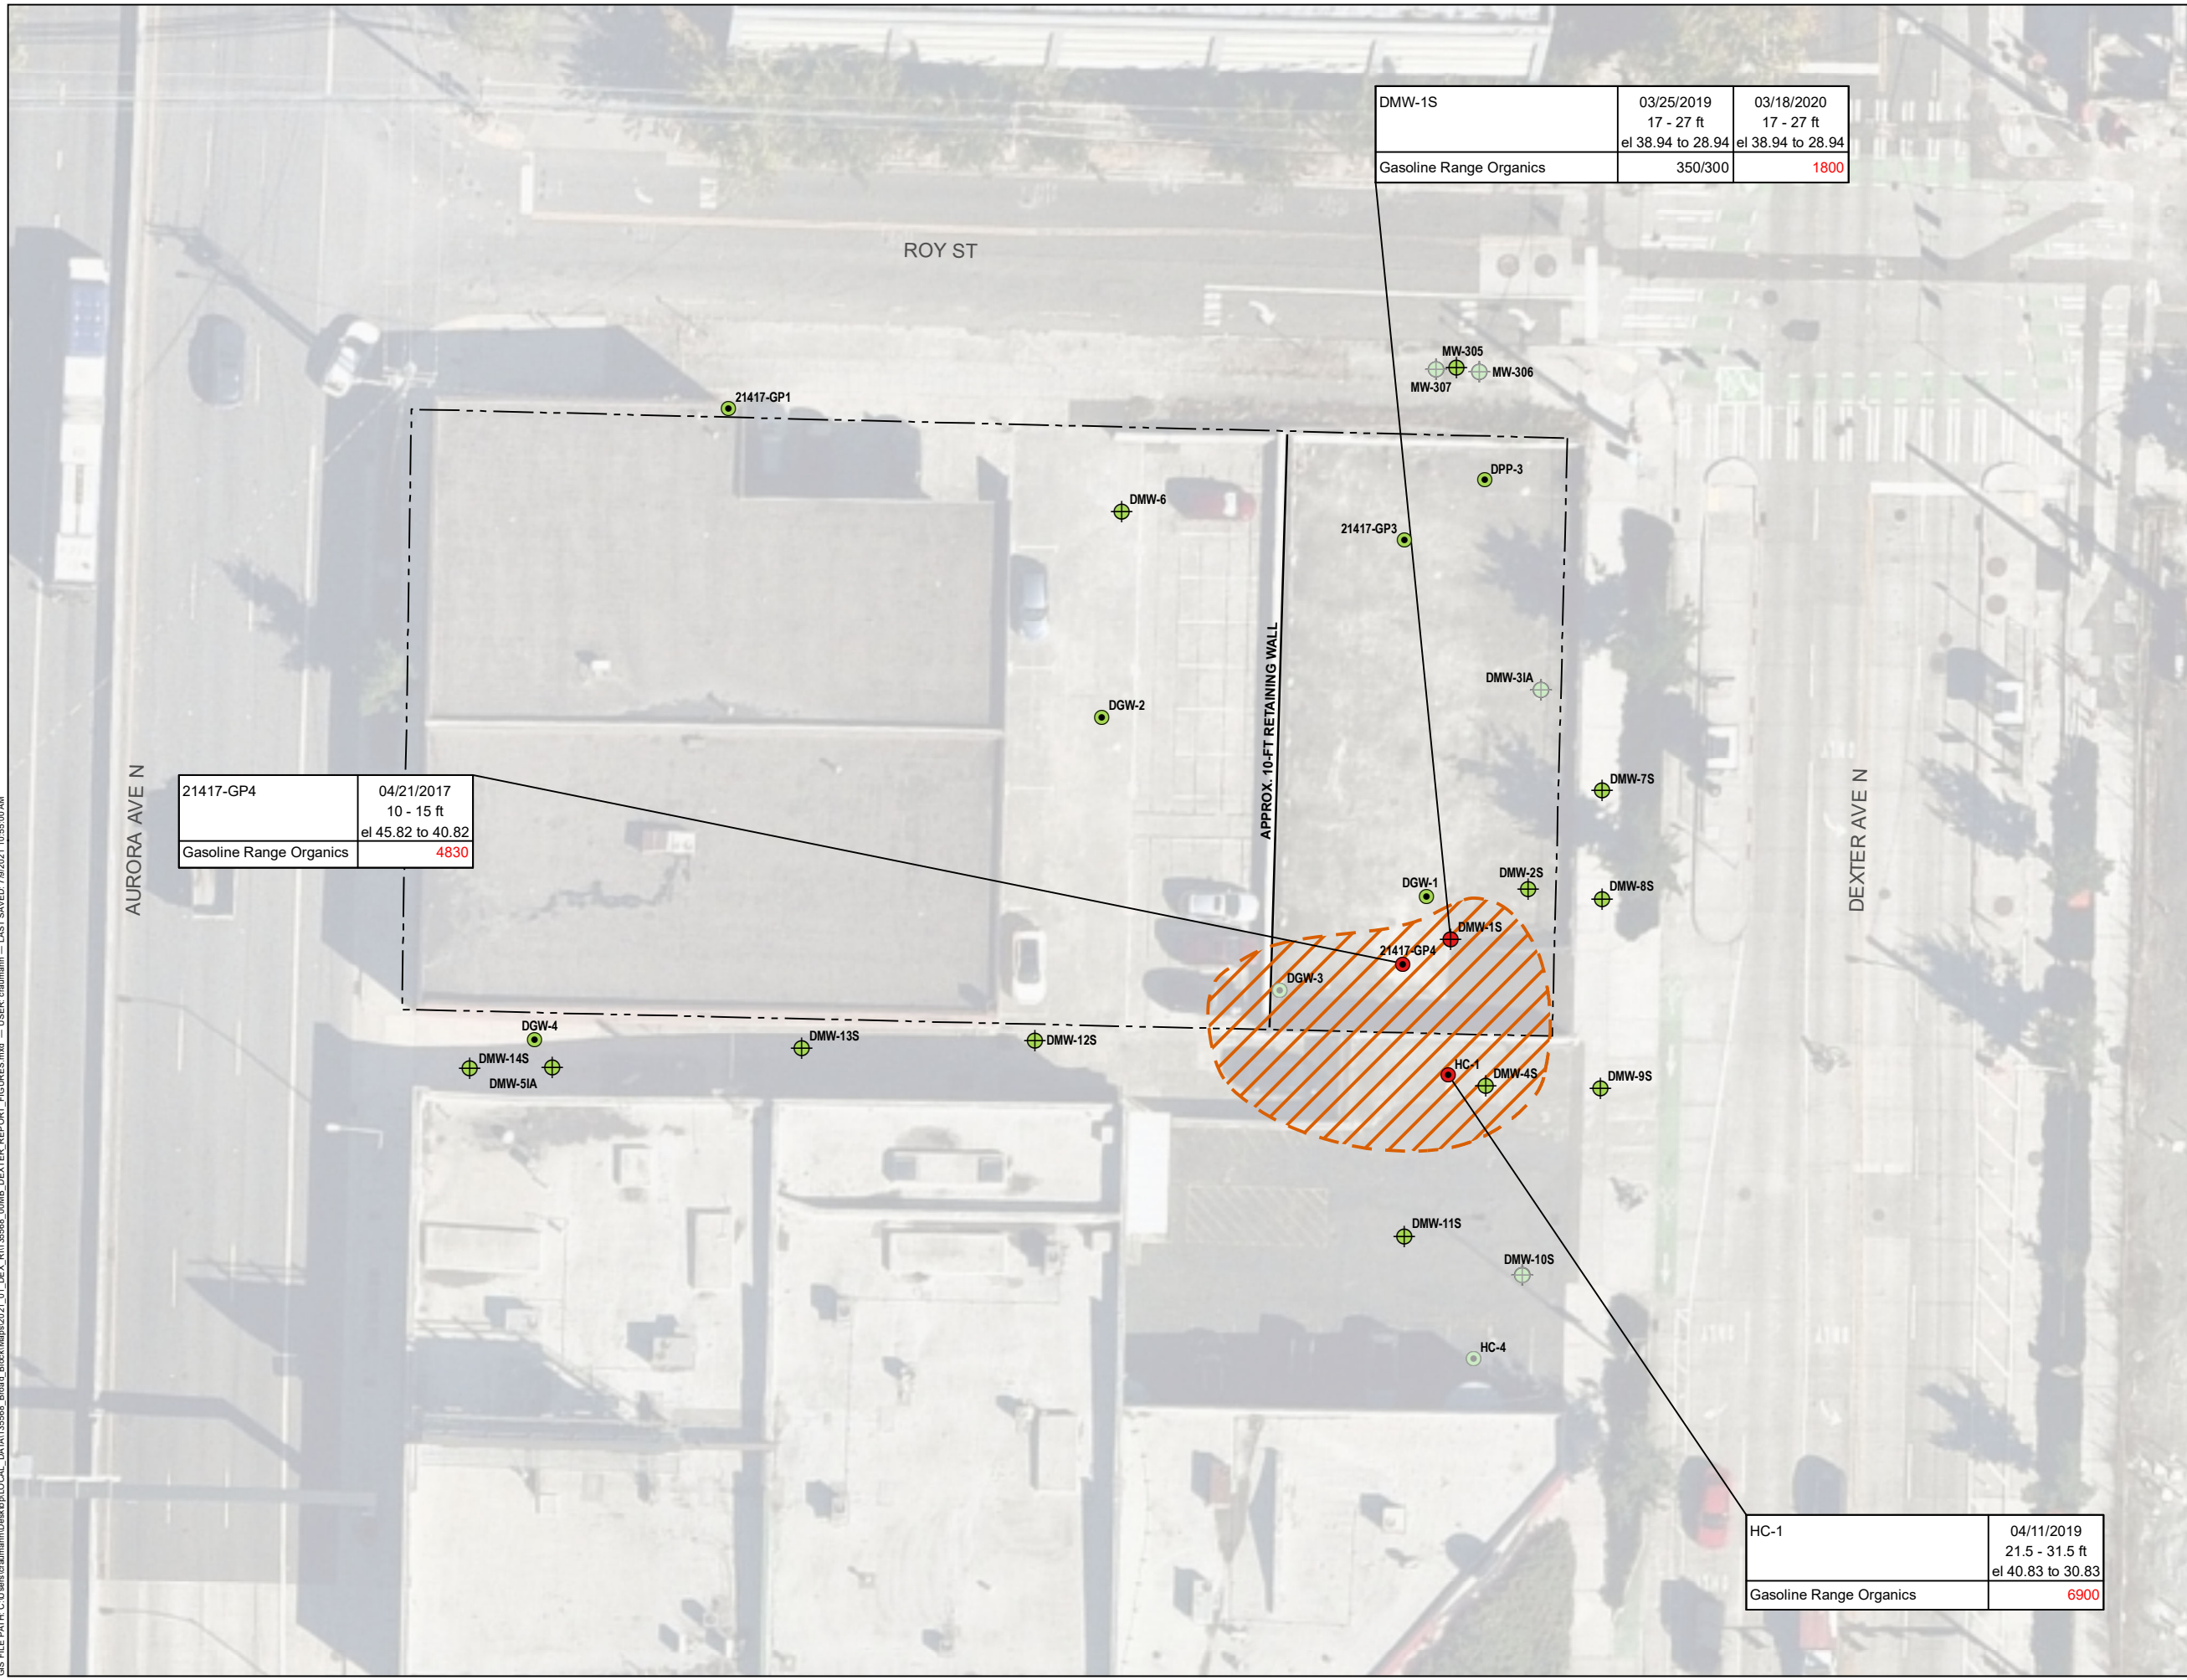 DMW-1S 03/25/2019 03/18/2020
17 - 27 ft 17 - 27 ft
el 38.94 to 28.94 el 38.94 to 28.94
Gasoline Range Organics 350/300 1800
ROY ST
MW-305
MW-306
MW-307
21417-GP1
DPP-3
DMW-6
21417-GP3
APPROX. 10-FT RETAINING WALL
DMW-3IA
DGW-2
AURORA AVE N
DEXTER AVE N
DMW-7S
21417-GP4 04/21/2017
10 - 15 ft
el 45.82 to 40.82
Gasoline Range Organics 4830
DGW-1
DMW-2S
DMW-8S
DMW-1S
21417-GP4
DGW-3
DGW-4
DMW-13S
DMW-12S
DMW-14S
DMW-5IA
HC-1
DMW-4S
DMW-9S
DMW-11S
DMW-10S
HC-4
HC-1 04/11/2019
21.5 - 31.5 ft
el 40.83 to 30.83
Gasoline Range Organics 6900